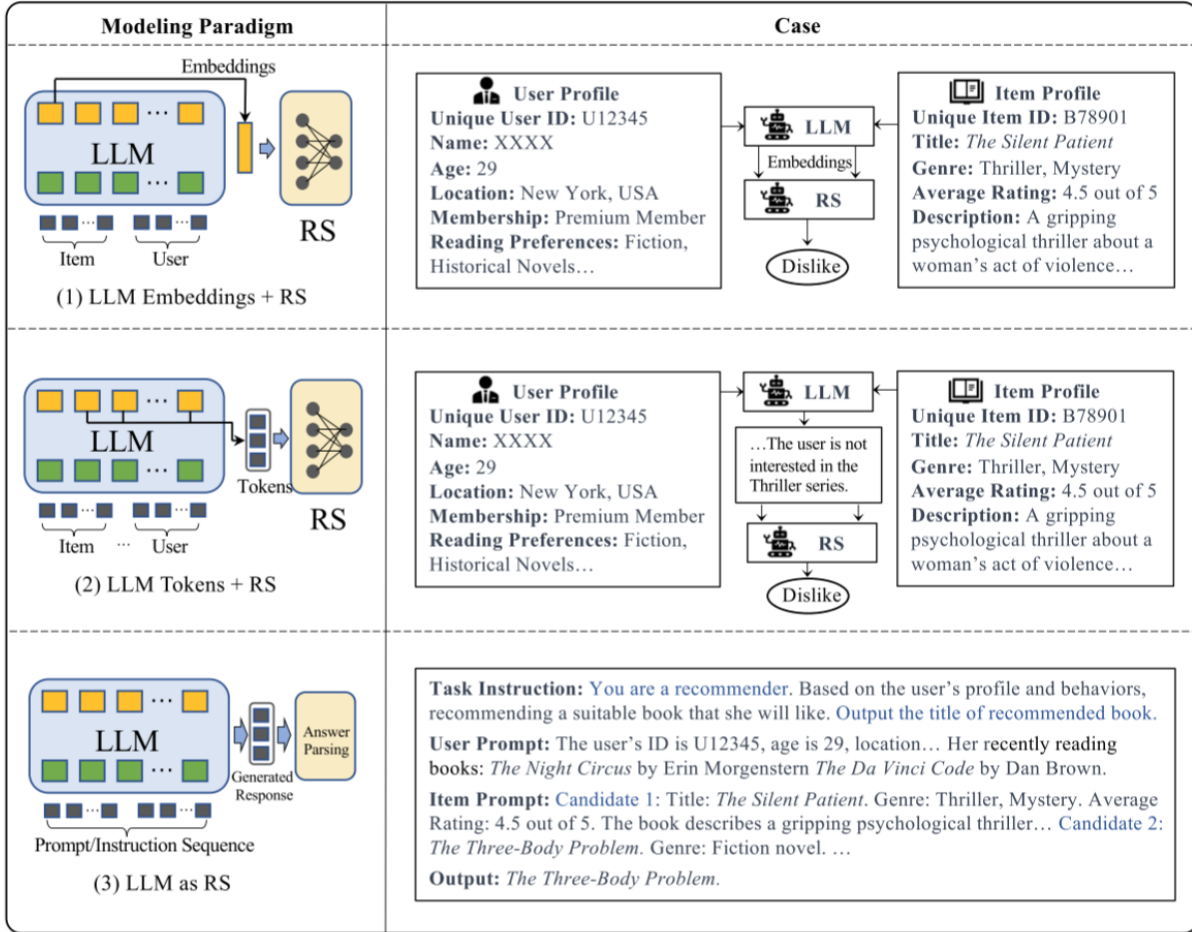 Modeling Paradigm
Case
Embeddings
LLM
RS
Item
User
(1) LLM Embeddings + RS
User Profile
Unique User ID: U12345
Name: XXXX
Age: 29
Location: New York, USA
Membership: Premium Member
Reading Preferences: Fiction,
Historical Novels…
LLM
Embeddings
RS
Dislike
Item Profile
Unique Item ID: B78901
Title: The Silent Patient
Genre: Thriller, Mystery
Average Rating: 4.5 out of 5
Description: A gripping
psychological thriller about a
woman's act of violence…
LLM
Tokens
RS
Item
...
User
(2) LLM Tokens + RS
User Profile
Unique User ID: U12345
Name: XXXX
Age: 29
Location: New York, USA
Membership: Premium Member
Reading Preferences: Fiction,
Historical Novels…
LLM
…The user is not
interested in the
Thriller series.
RS
Dislike
Item Profile
Unique Item ID: B78901
Title: The Silent Patient
Genre: Thriller, Mystery
Average Rating: 4.5 out of 5
Description: A gripping
psychological thriller about a
woman's act of violence…
LLM
Generated
Response
Answer
Parsing
Prompt/Instruction Sequence
(3) LLM as RS
Task Instruction: You are a recommender. Based on the user's profile and behaviors,
recommending a suitable book that she will like. Output the title of recommended book.
User Prompt: The user's ID is U12345, age is 29, location… Her recently reading
books: The Night Circus by Erin Morgenstern The Da Vinci Code by Dan Brown.
Item Prompt: Candidate 1: Title: The Silent Patient. Genre: Thriller, Mystery. Average
Rating: 4.5 out of 5. The book describes a gripping psychological thriller… Candidate 2:
The Three-Body Problem. Genre: Fiction novel. …
Output: The Three-Body Problem.